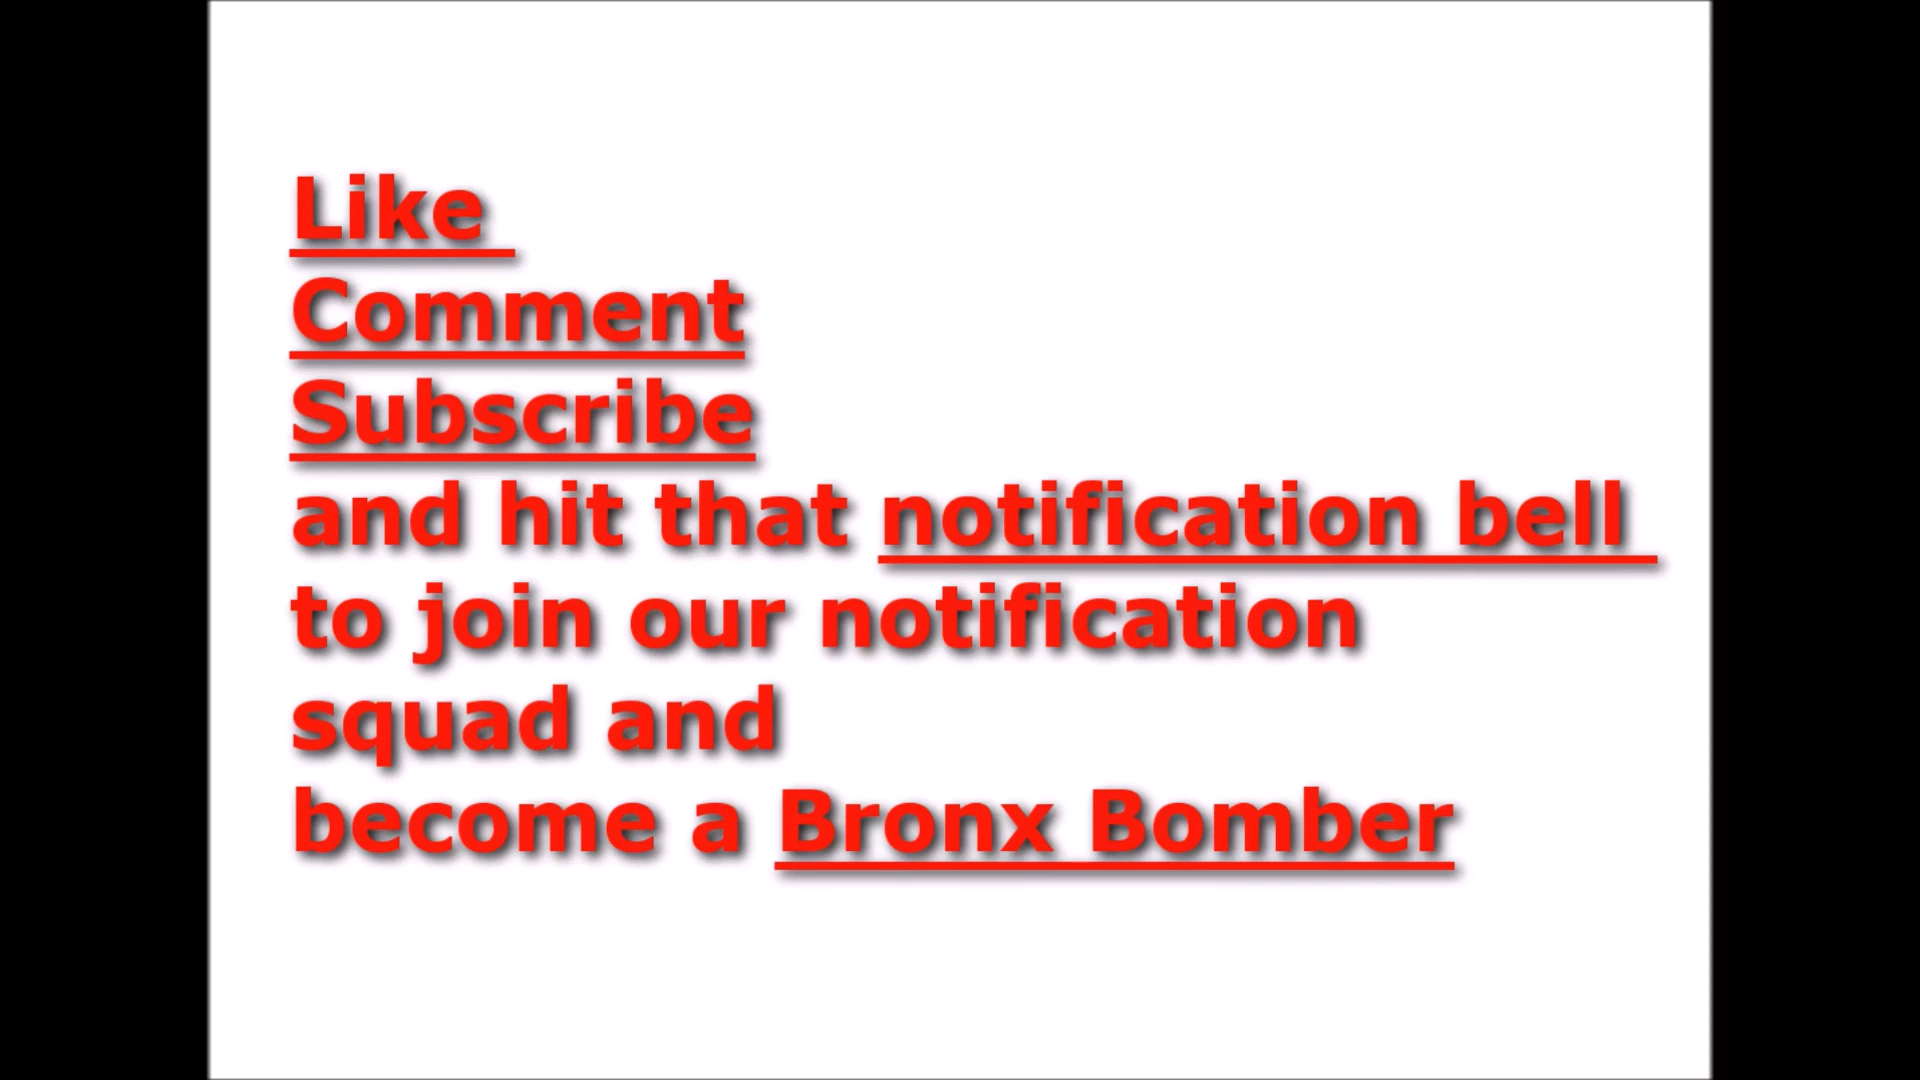 Like
Comment
Subscribe
and hit that notification bell
to join our notification
squad and
become a Bronx Bomber